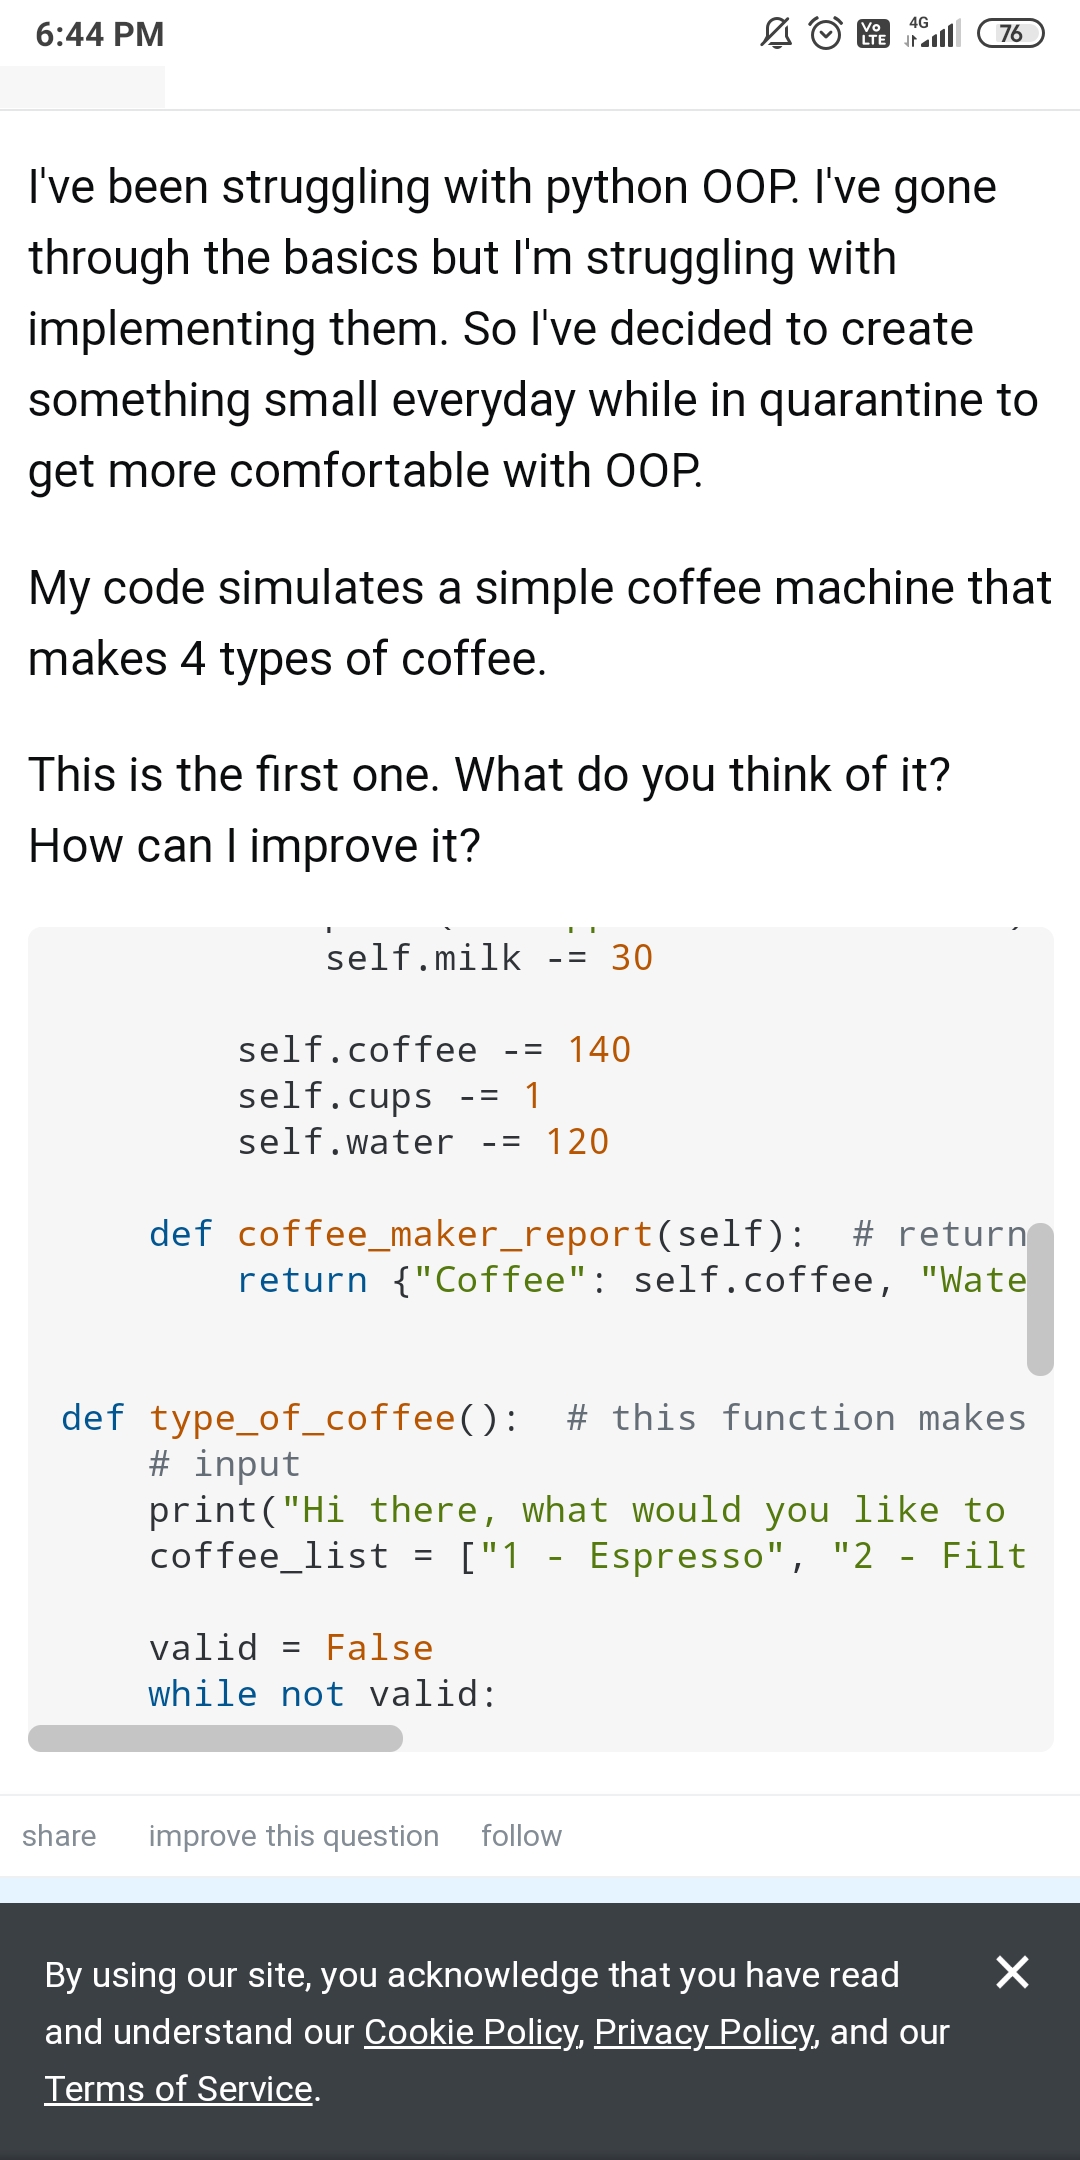 6:44 PM
Vo LTE 4G 76
I've been struggling with python OOP. I've gone
through the basics but I'm struggling with
implementing them. So I've decided to create
something small everyday while in quarantine to
get more comfortable with OOP.
My code simulates a simple coffee machine that
makes 4 types of coffee.
This is the first one. What do you think of it?
How can I improve it?
self.milk -= 30
self.coffee -= 140
self.cups -= 1
self.water -= 120
def coffee_maker_report(self):  # return
return {"Coffee": self.coffee, "Wate
def type_of_coffee():  # this function makes
# input
print("Hi there, what would you like to
coffee_list = ["1 - Espresso", "2 - Filt
valid = False
while not valid:
share improve this question follow
By using our site, you acknowledge that you have read
and understand our Cookie Policy, Privacy Policy, and our
Terms of Service.